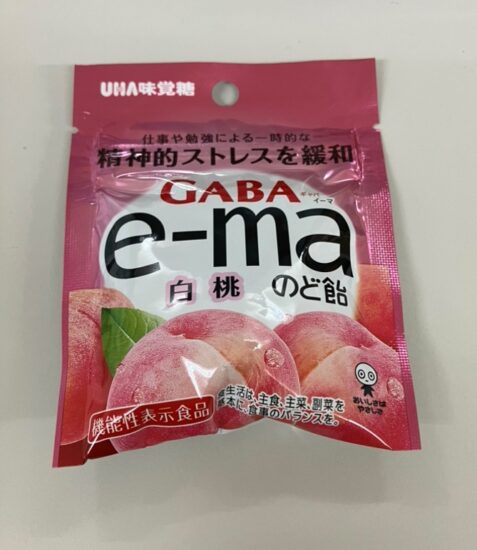 UHA味覚糖
仕事や勉強による一時的な
精神的ストレスを緩和
GABA
ギャバ
イーマ
e-ma
白桃 のど飴
機能性表示食品
食生活は、主食、主菜、副菜を
基本に、食事のバランスを。
おいしさは
やさしさ